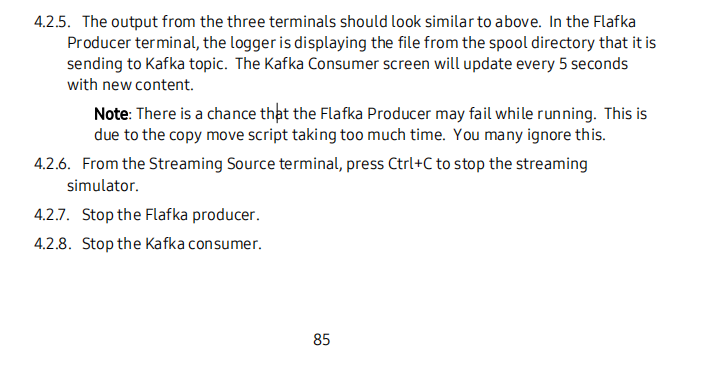 4.2.5. The output from the three terminals should look similar to above. In the Flafka
Producer terminal, the logger is displaying the file from the spool directory that it is
sending to Kafka topic. The Kafka Consumer screen will update every 5 seconds
with new content.
Note: There is a chance that the Flafka Producer may fail while running. This is
due to the copy move script taking too much time. You many ignore this.
4.2.6. From the Streaming Source terminal, press Ctrl+C to stop the streaming
simulator.
4.2.7. Stop the Flafka producer.
4.2.8. Stop the Kafka consumer.
85